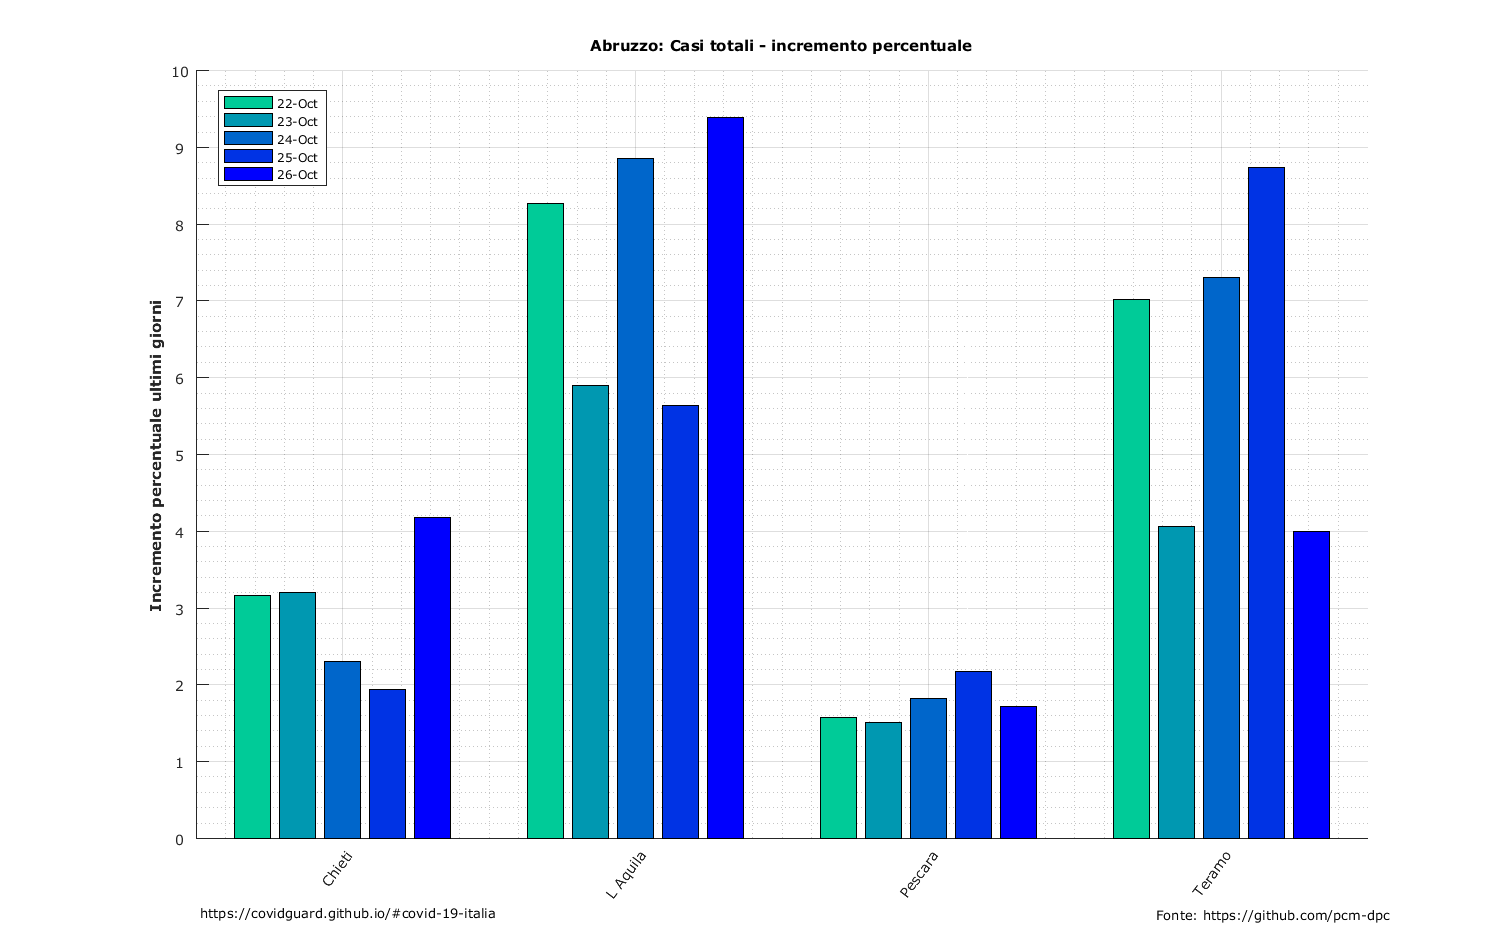 Abruzzo: Casi totali - incremento percentuale
10
9
8
7
6
5
4
3
2
1
0
Incremento percentuale ultimi giorni
22-Oct
23-Oct
24-Oct
25-Oct
26-Oct
Chieti
L Aquila
Pescara
Teramo
https://covidguard.github.io/#covid-19-italia
Fonte: https://github.com/pcm-dpc